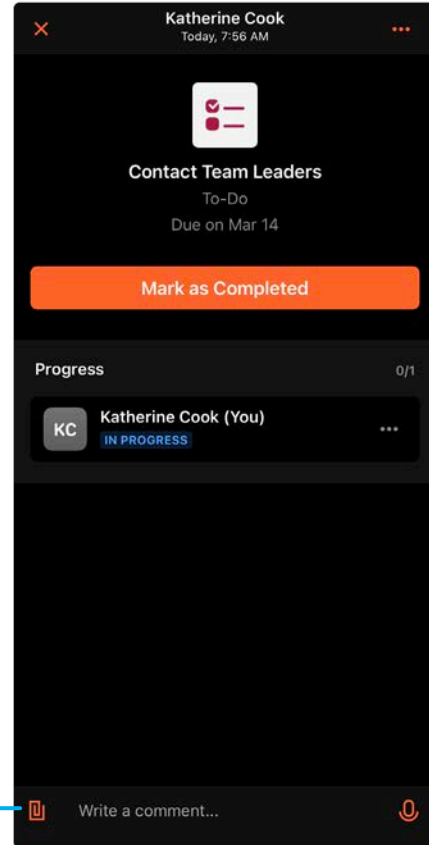 Katherine Cook
Today, 7:56 AM
Contact Team Leaders
To-Do
Due on Mar 14
Mark as Completed
Progress
0/1
KC
Katherine Cook (You)
IN PROGRESS
Write a comment...